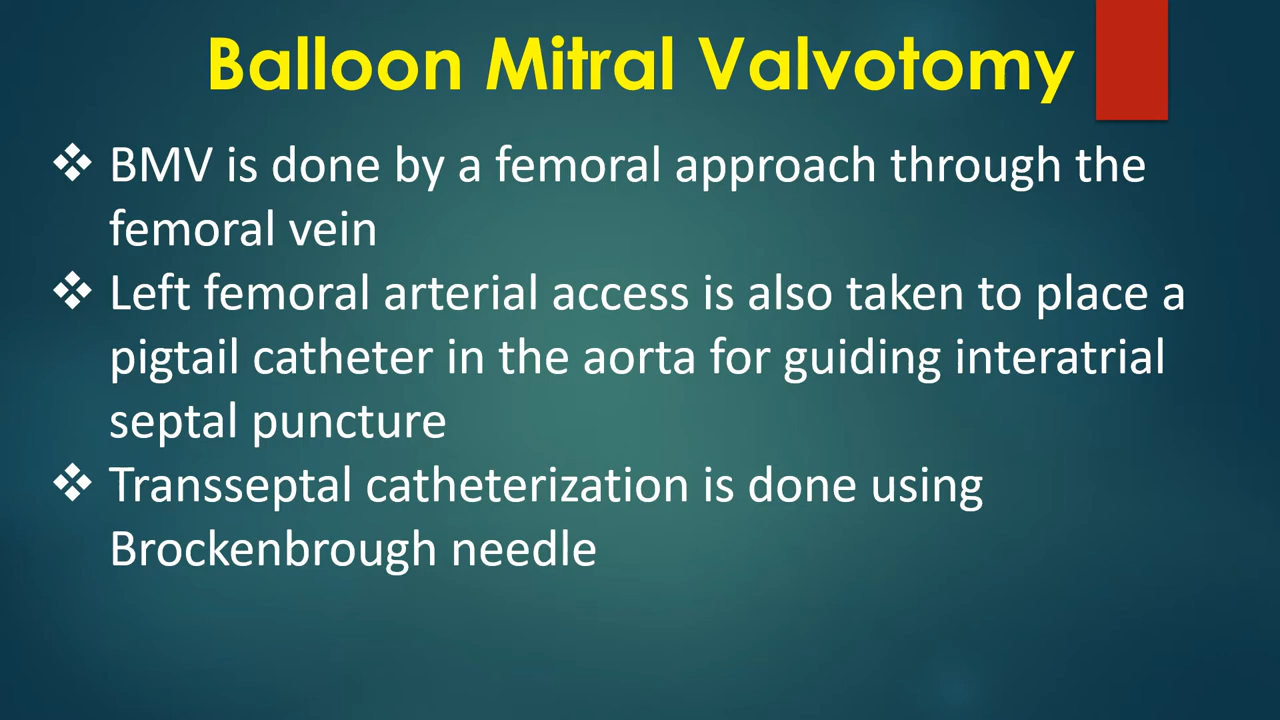 Balloon Mitral Valvotomy
❖ BMV is done by a femoral approach through the
femoral vein
❖ Left femoral arterial access is also taken to place a
pigtail catheter in the aorta for guiding interatrial
septal puncture
❖ Transseptal catheterization is done using
Brockenbrough needle